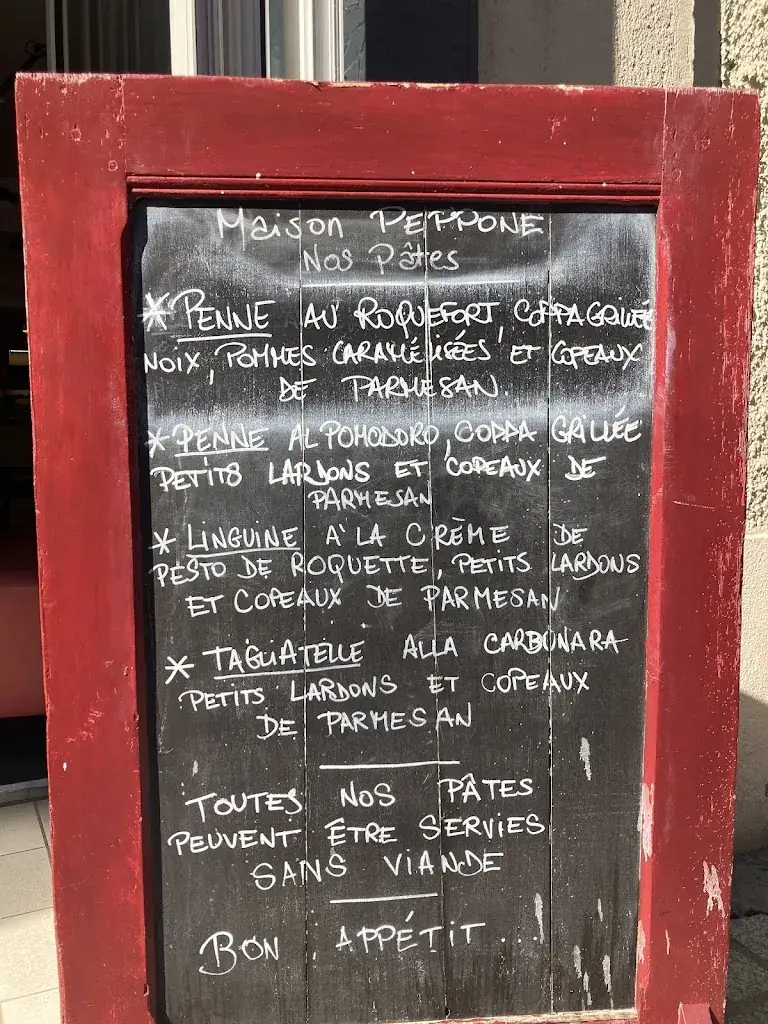 Maison PEPPONE
Nos Pâtes
* PENNE AU ROQUEFORT, COPPA GRILLÉE
NOIX, POMMES CARAMÉLISÉES ET COPEAUX
DE PARMESAN.
* PENNE AL POMODORO, COPPA GRILLÉE
PETITS LARDONS ET COPEAUX DE
PARMESAN
* LINGUINE A' LA CRÈME DE
PESTO DE ROQUETTE, PETITS LARDONS
ET COPEAUX DE PARMESAN
* TAGLIATELLE ALLA CARBONARA
PETITS LARDONS ET COPEAUX
DE PARMESAN
TOUTES NOS PÂTES
PEUVENT ÊTRE SERVIES
SANS VIANDE
BON APPÉTIT...